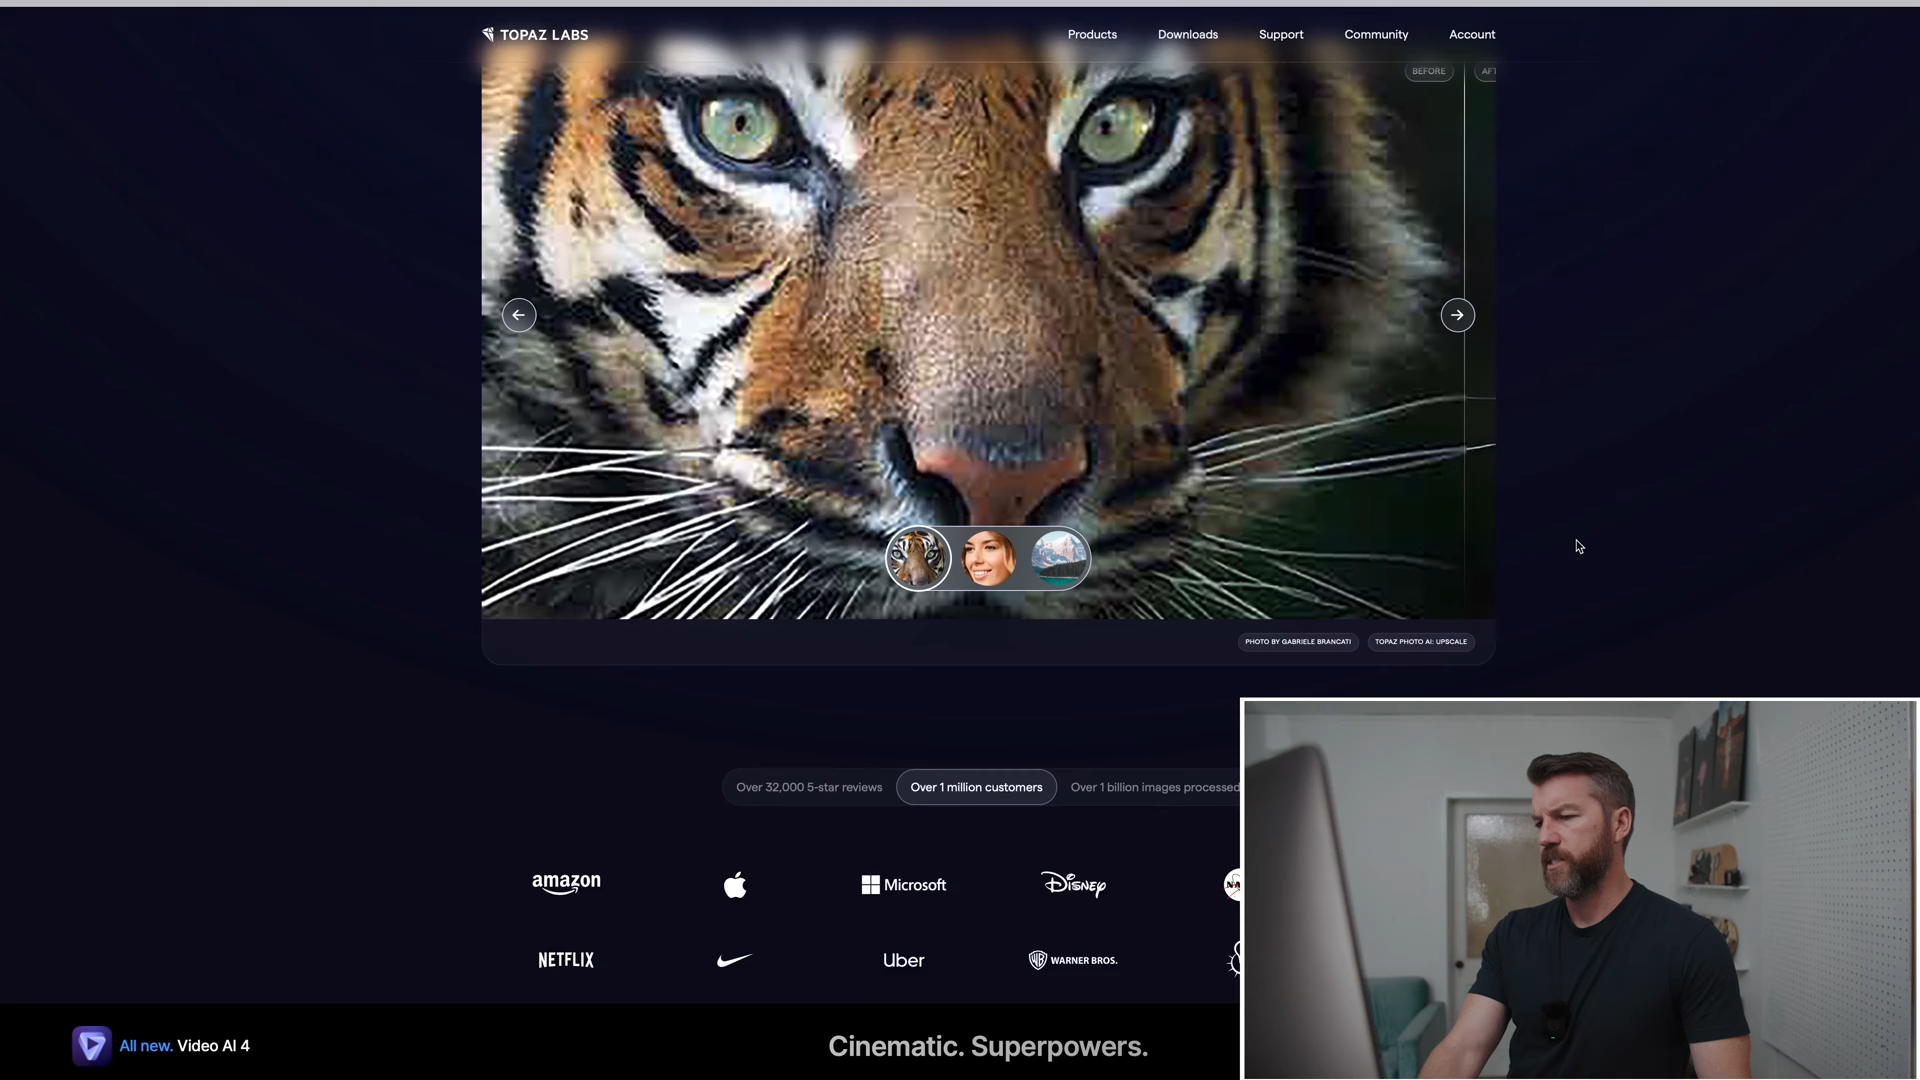 TOPAZ LABS
Products Downloads Support Community Account
BEFORE
Over 32,000 5-star reviews Over 1 million customers Over 1 billion images processed
PHOTO BY GABRIELE BRANCATI TOPAZ PHOTO AI: UPSCALE
amazon Microsoft Disney
NETFLIX Uber WARNER BROS.
All new. Video AI 4 Cinematic. Superpowers.